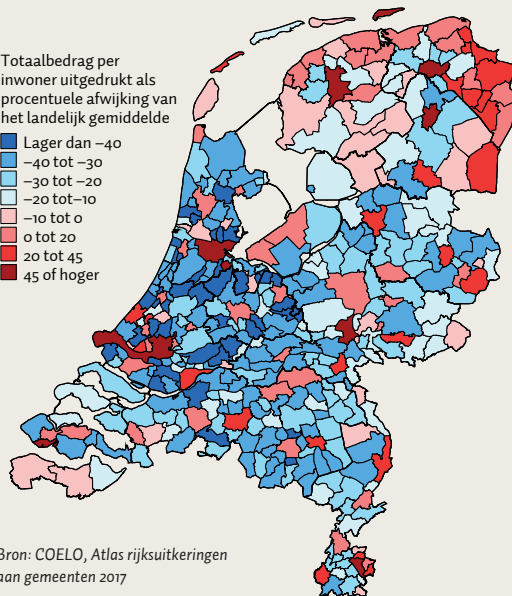 Totaalbedrag per
inwoner uitgedrukt als
procentuele afwijking van
het landelijk gemiddelde
Lager dan –40
–40 tot –30
–30 tot –20
–20 tot–10
–10 tot 0
0 tot 20
20 tot 45
45 of hoger
Bron: COELO, Atlas rijksuitkeringen
aan gemeenten 2017